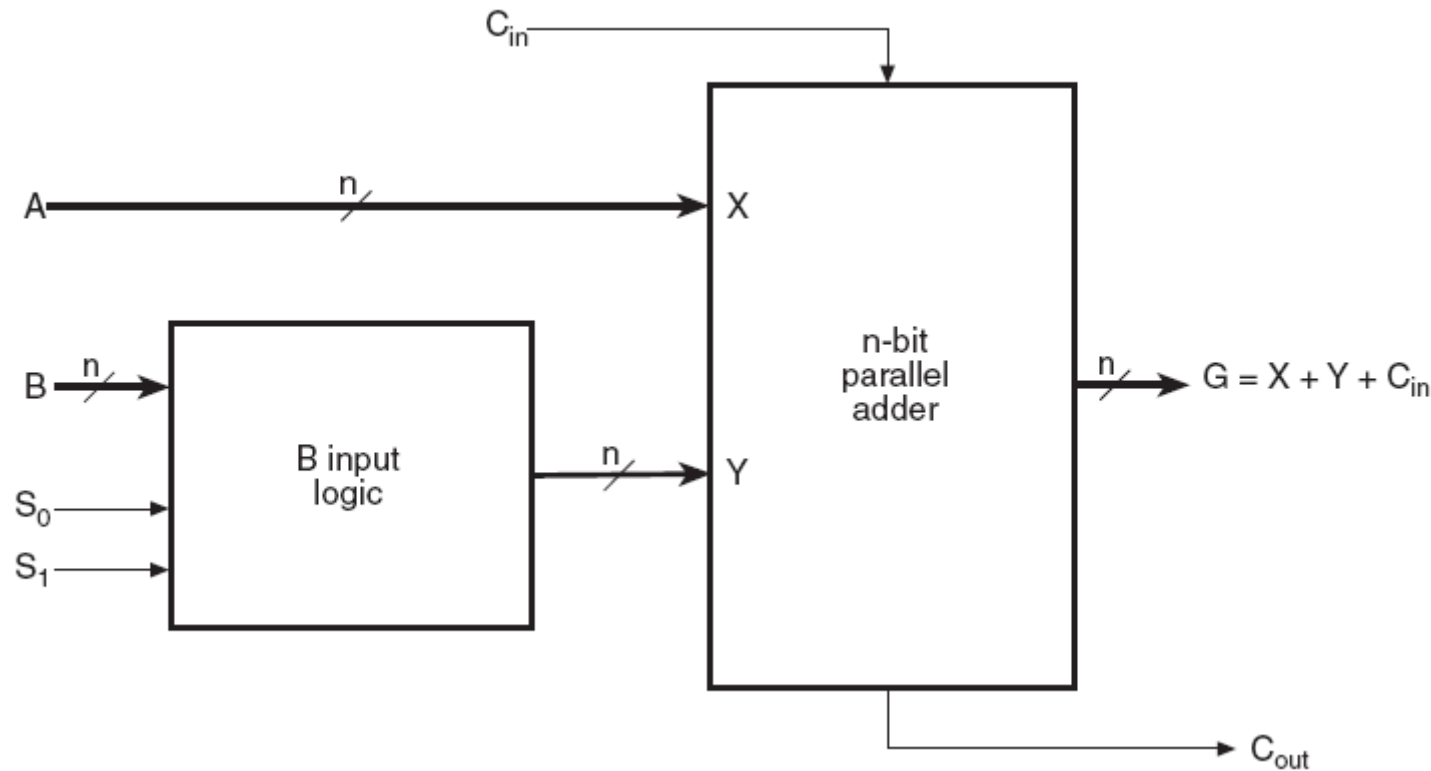 C_in
n
A
X
n
B
n-bit
parallel
adder
n
G = X + Y + C_in
B input
logic
n
Y
S_0
S_1
C_out